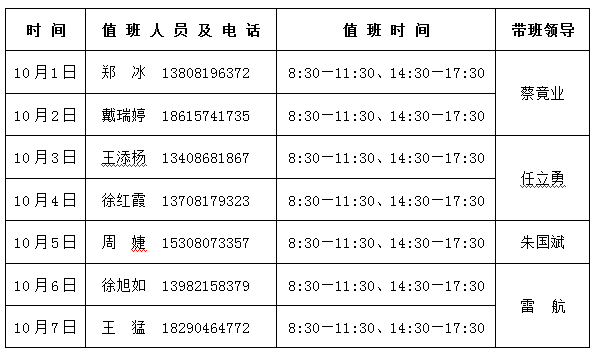 时 间 值 班 人 员 及 电 话 值 班 时 间 带班领导
10月1日 郑 冰 13808196372 8:30—11:30、14:30—17:30 蔡竟业
10月2日 戴瑞婷 18615741735 8:30—11:30、14:30—17:30
10月3日 王添杨 13408681867 8:30—11:30、14:30—17:30 任立勇
10月4日 徐红霞 13708179323 8:30—11:30、14:30—17:30
10月5日 周 婕 15308073357 8:30—11:30、14:30—17:30 朱国斌
10月6日 徐旭如 13982158379 8:30—11:30、14:30—17:30 雷 航
10月7日 王 猛 18290464772 8:30—11:30、14:30—17:30